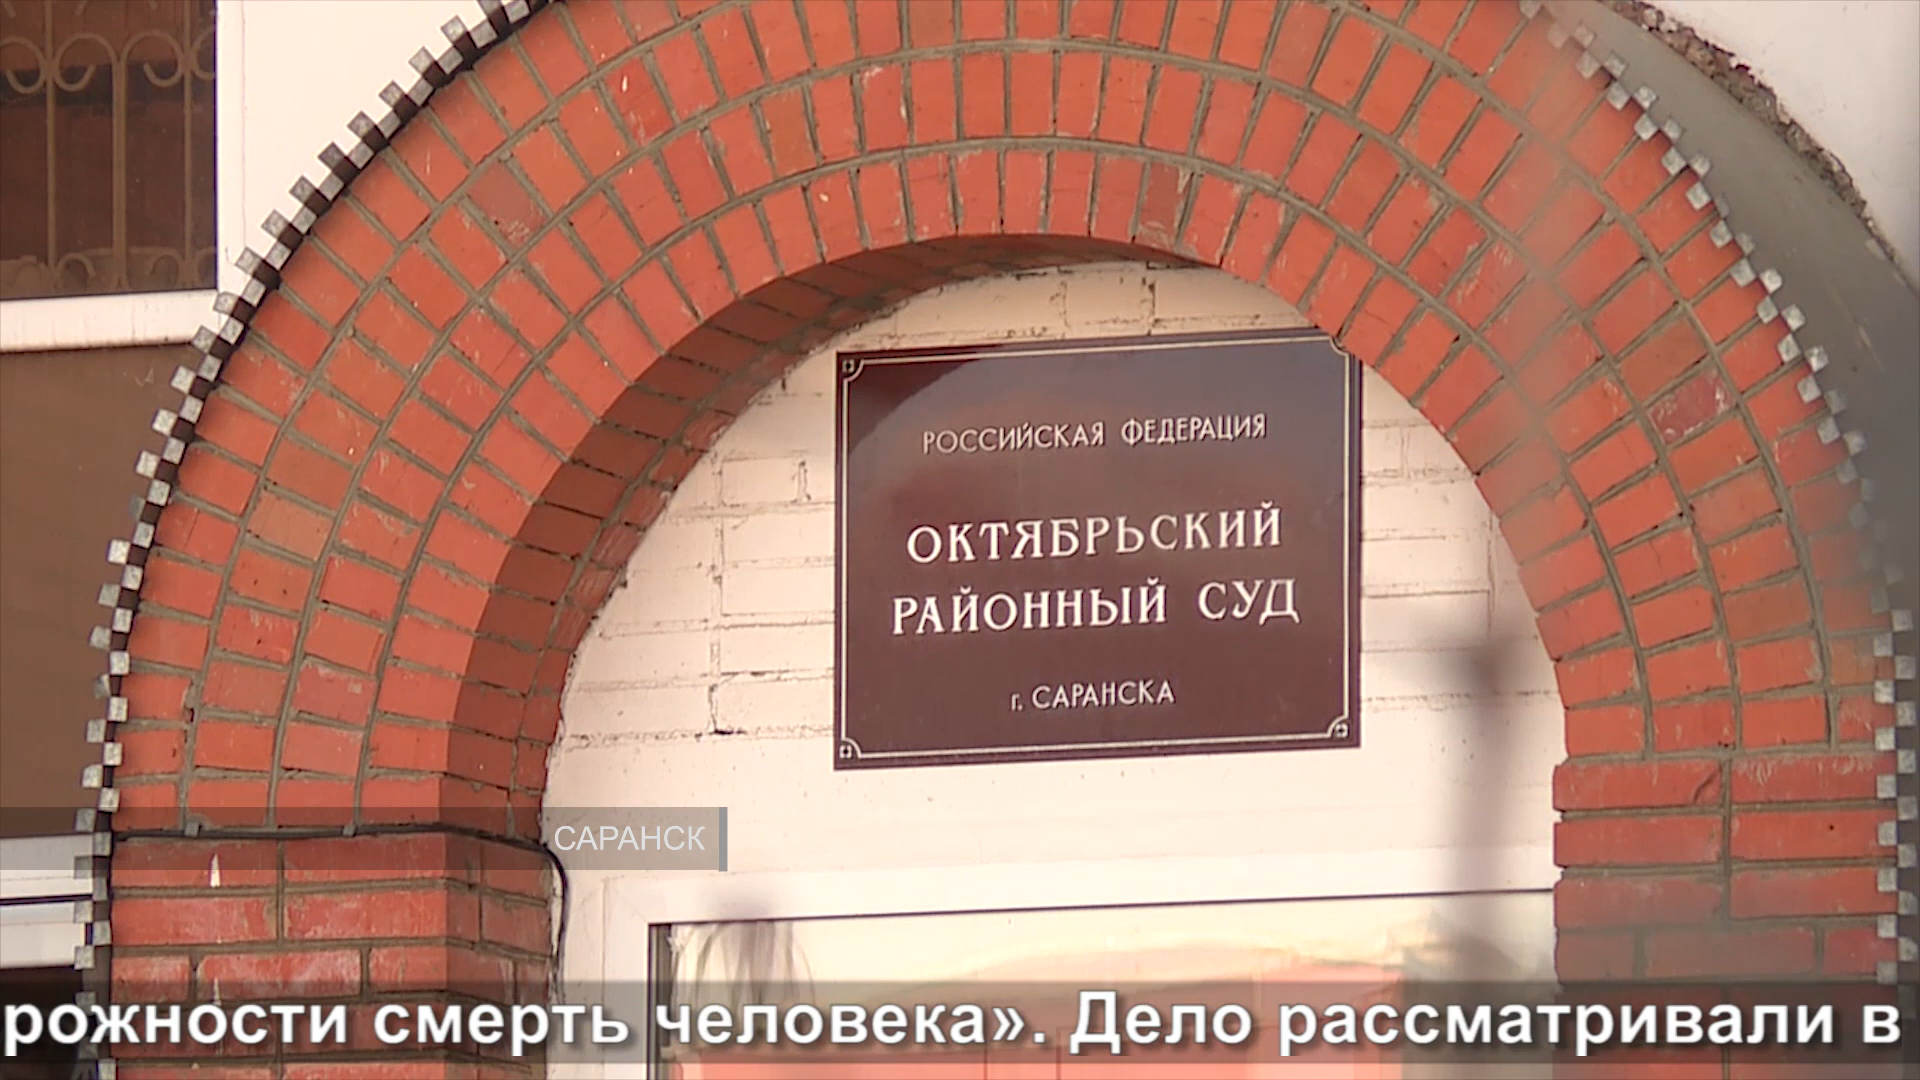 РОССИЙСКАЯ ФЕДЕРАЦИЯ
ОКТЯБРЬСКИЙ
РАЙОННЫЙ СУД
г. САРАНСКА
САРАНСК
рожности смерть человека». Дело рассматривали в